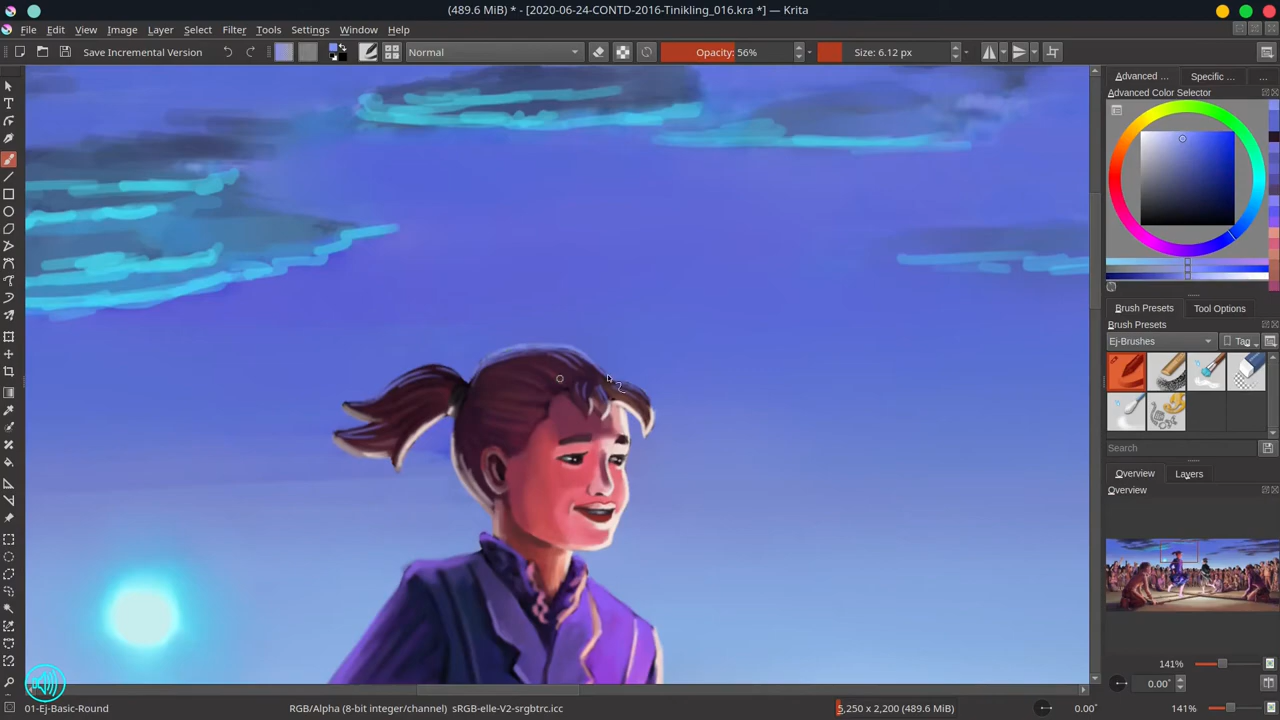 (489.6 MiB) * - [2020-06-24-CONTD-2016-Tinikling_016.kra *] — Krita
File Edit View Image Layer Select Filter Tools Settings Window Help
Save Incremental Version Normal Opacity: 56% Size: 6.12 px
Advanced ... Specific ... ...
Advanced Color Selector
Brush Presets Tool Options
Brush Presets
Ej-Brushes Tag
Search
Overview Layers
Overview
141%
0.00°
01-Ej-Basic-Round RGB/Alpha (8-bit integer/channel) sRGB-elle-V2-srgbtrc.icc 5,250 x 2,200 (489.6 MiB) 0.00° 141%